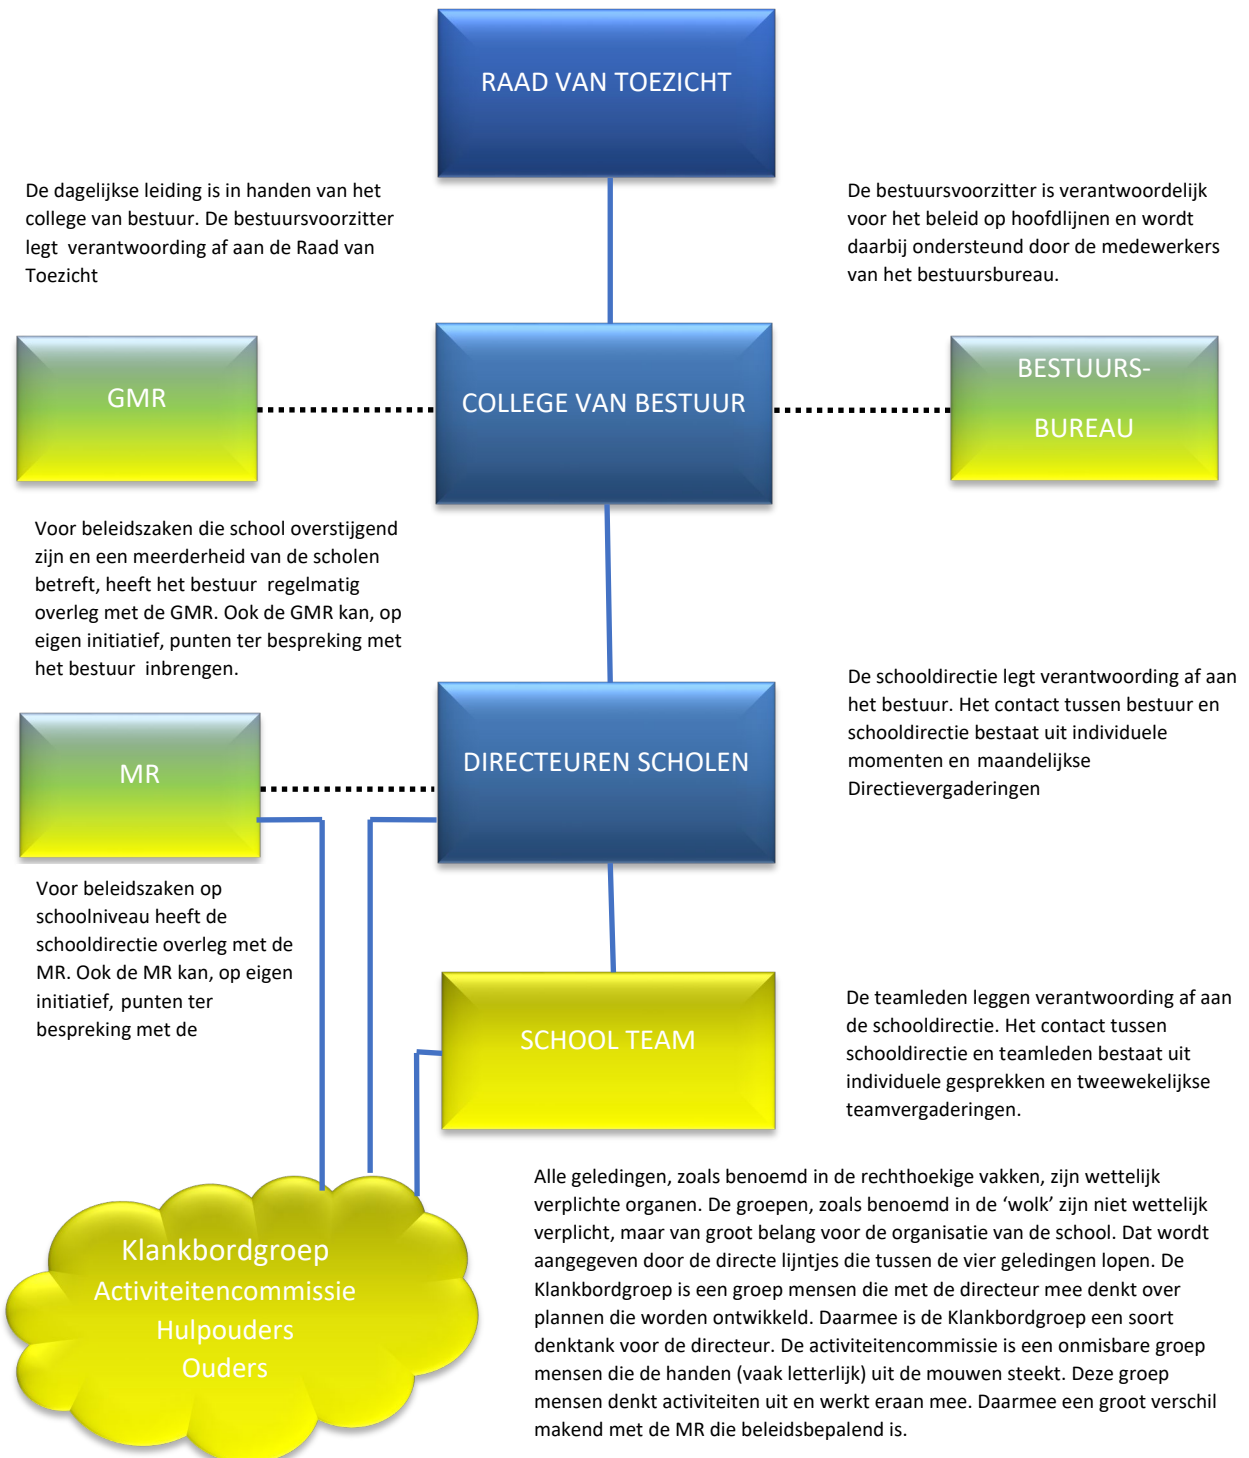 RAAD VAN TOEZICHT
De dagelijkse leiding is in handen van het
college van bestuur. De bestuursvoorzitter
legt  verantwoording af aan de Raad van
Toezicht
De bestuursvoorzitter is verantwoordelijk
voor het beleid op hoofdlijnen en wordt
daarbij ondersteund door de medewerkers
van het bestuursbureau.
GMR
COLLEGE VAN BESTUUR
BESTUURS-
BUREAU
Voor beleidszaken die school overstijgend
zijn en een meerderheid van de scholen
betreft, heeft het bestuur  regelmatig
overleg met de GMR. Ook de GMR kan, op
eigen initiatief, punten ter bespreking met
het bestuur  inbrengen.
De schooldirectie legt verantwoording af aan
het bestuur. Het contact tussen bestuur en
schooldirectie bestaat uit individuele
momenten en maandelijkse
Directievergaderingen
MR
DIRECTEUREN SCHOLEN
Voor beleidszaken op
schoolniveau heeft de
schooldirectie overleg met de
MR. Ook de MR kan, op eigen
initiatief, punten ter
bespreking met de
SCHOOL TEAM
De teamleden leggen verantwoording af aan
de schooldirectie. Het contact tussen
schooldirectie en teamleden bestaat uit
individuele gesprekken en tweewekelijkse
teamvergaderingen.
Klankbordgroep
Activiteitencommissie
Hulpouders
Ouders
Alle geledingen, zoals benoemd in de rechthoekige vakken, zijn wettelijk
verplichte organen. De groepen, zoals benoemd in de ‘wolk’ zijn niet wettelijk
verplicht, maar van groot belang voor de organisatie van de school. Dat wordt
aangegeven door de directe lijntjes die tussen de vier geledingen lopen. De
Klankbordgroep is een groep mensen die met de directeur mee denkt over
plannen die worden ontwikkeld. Daarmee is de Klankbordgroep een soort
denktank voor de directeur. De activiteitencommissie is een onmisbare groep
mensen die de handen (vaak letterlijk) uit de mouwen steekt. Deze groep
mensen denkt activiteiten uit en werkt eraan mee. Daarmee een groot verschil
makend met de MR die beleidsbepalend is.